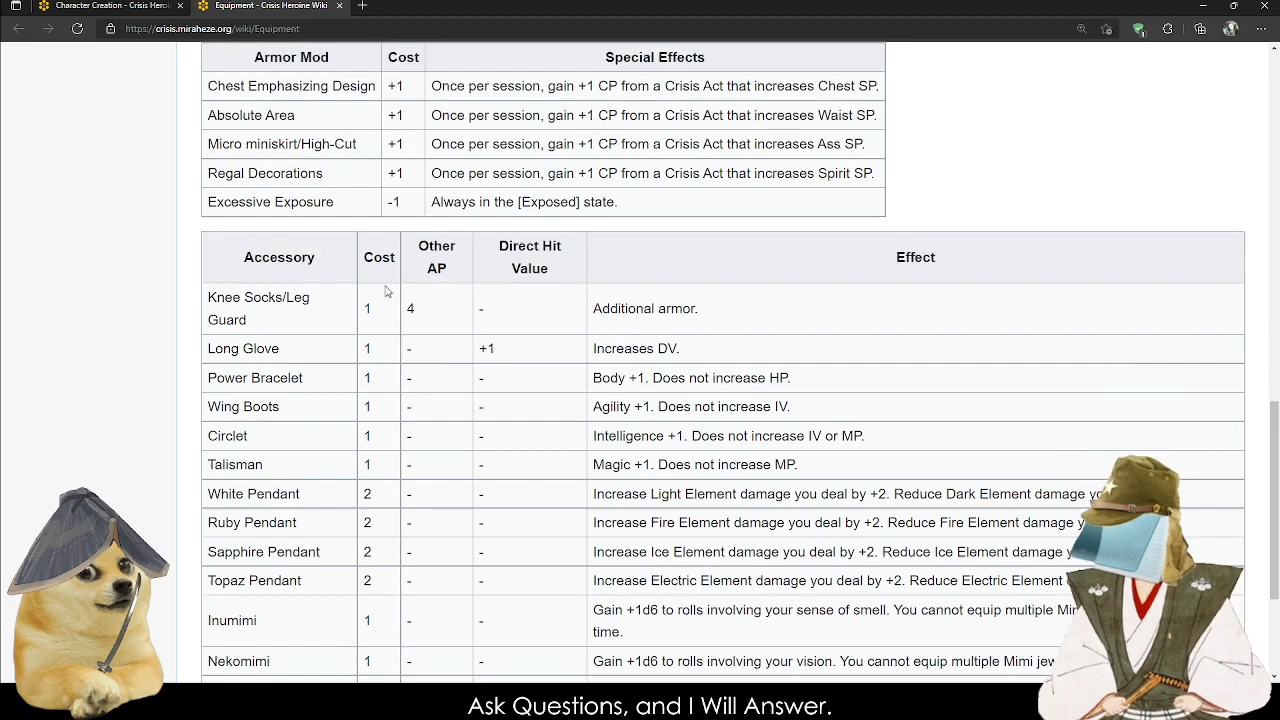 Character Creation - Crisis Heroi
Equipment - Crisis Heroine Wiki
https://crisis.miraheze.org/wiki/Equipment
Armor Mod Cost Special Effects
Chest Emphasizing Design +1 Once per session, gain +1 CP from a Crisis Act that increases Chest SP.
Absolute Area +1 Once per session, gain +1 CP from a Crisis Act that increases Waist SP.
Micro miniskirt/High-Cut +1 Once per session, gain +1 CP from a Crisis Act that increases Ass SP.
Regal Decorations +1 Once per session, gain +1 CP from a Crisis Act that increases Spirit SP.
Excessive Exposure -1 Always in the [Exposed] state.
Accessory Cost Other AP Direct Hit Value Effect
Knee Socks/Leg Guard 1 4 - Additional armor.
Long Glove 1 - +1 Increases DV.
Power Bracelet 1 - - Body +1. Does not increase HP.
Wing Boots 1 - - Agility +1. Does not increase IV.
Circlet 1 - - Intelligence +1. Does not increase IV or MP.
Talisman 1 - - Magic +1. Does not increase MP.
White Pendant 2 - - Increase Light Element damage you deal by +2. Reduce Dark Element damage
Ruby Pendant 2 - - Increase Fire Element damage you deal by +2. Reduce Fire Element damage
Sapphire Pendant 2 - - Increase Ice Element damage you deal by +2. Reduce Ice Element damage
Topaz Pendant 2 - - Increase Electric Element damage you deal by +2. Reduce Electric Element
Inumimi 1 - - Gain +1d6 to rolls involving your sense of smell. You cannot equip multiple
time.
Nekomimi 1 - - Gain +1d6 to rolls involving your vision. You cannot equip multiple Mimi
Ask Questions, and I Will Answer.